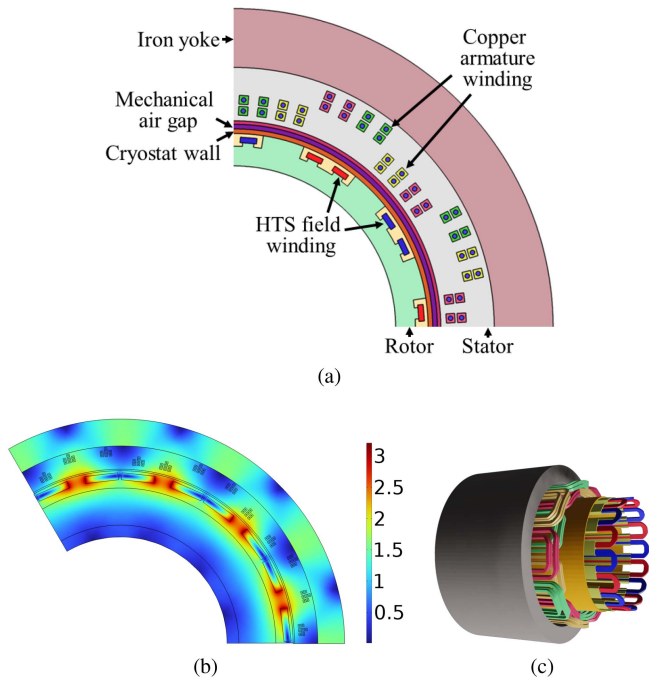 Iron yoke
Copper
armature
winding
Mechanical
air gap
Cryostat wall
HTS field
winding
Rotor
Stator
(a)
3
2.5
2
1.5
1
0.5
(b)
(c)